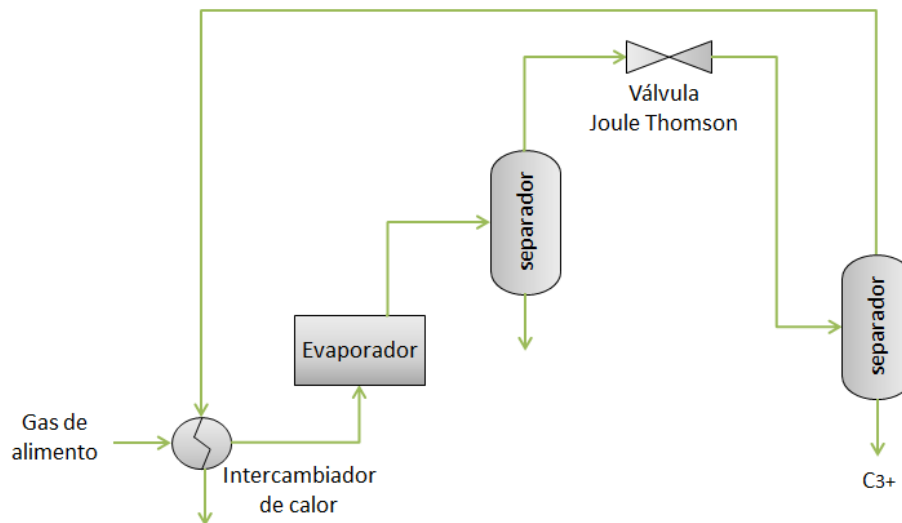 Válvula
Joule Thomson
separador
separador
Evaporador
Gas de
alimento
Intercambiador
de calor
C3+